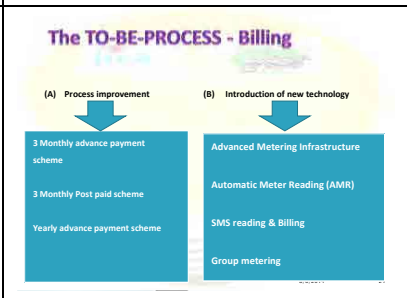 The TO-BE-PROCESS - Billing
(A) Process improvement
(B) Introduction of new technology
3 Monthly advance payment
scheme
3 Monthly Post paid scheme
Yearly advance payment scheme
Advanced Metering Infrastructure
Automatic Meter Reading (AMR)
SMS reading & Billing
Group metering